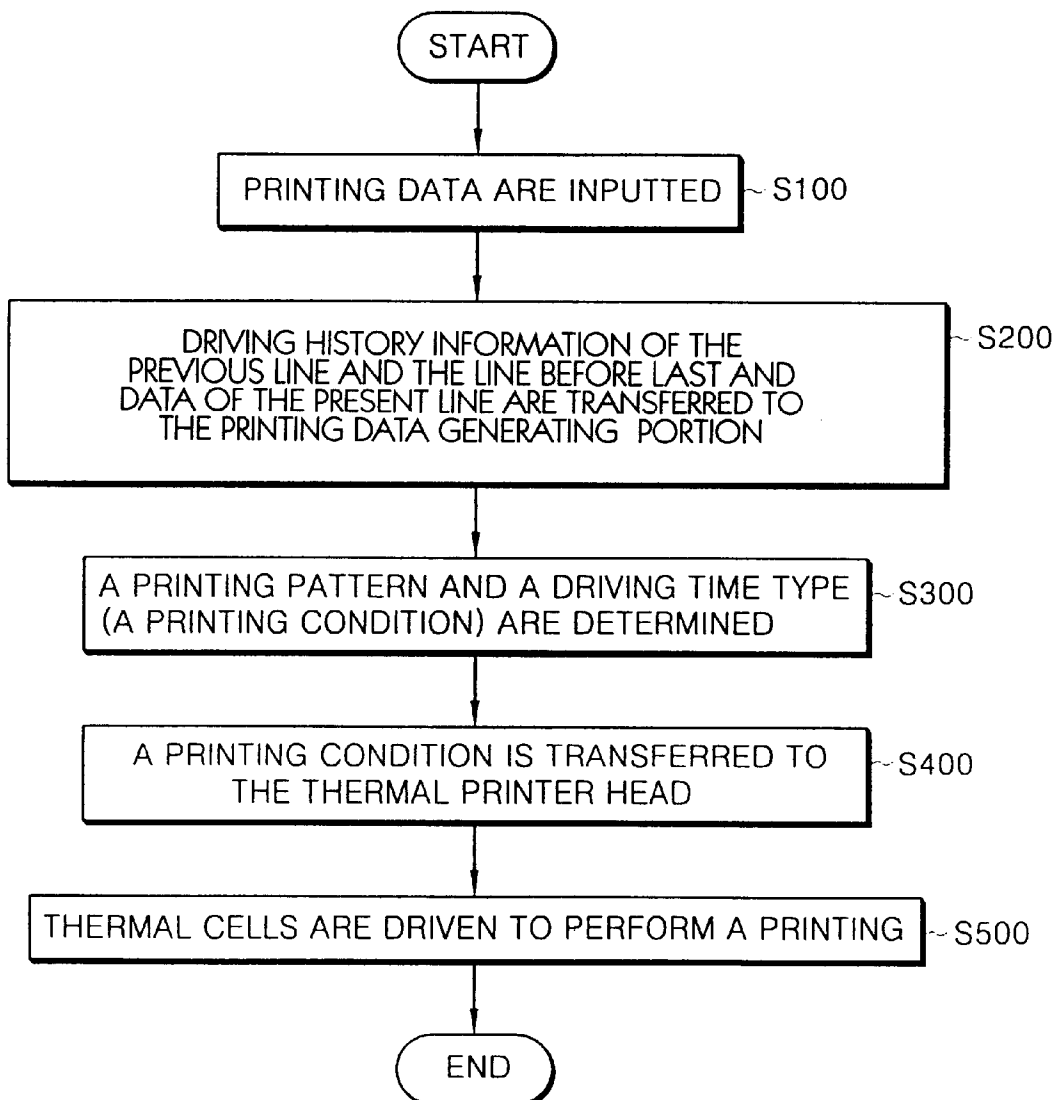 START
PRINTING DATA ARE INPUTTED
~ S100
DRIVING HISTORY INFORMATION OF THE
PREVIOUS LINE AND THE LINE BEFORE LAST AND
DATA OF THE PRESENT LINE ARE TRANSFERRED TO
THE PRINTING DATA GENERATING PORTION
~ S200
A PRINTING PATTERN AND A DRIVING TIME TYPE
(A PRINTING CONDITION) ARE DETERMINED
~ S300
A PRINTING CONDITION IS TRANSFERRED TO
THE THERMAL PRINTER HEAD
~ S400
THERMAL CELLS ARE DRIVEN TO PERFORM A PRINTING
~ S500
END